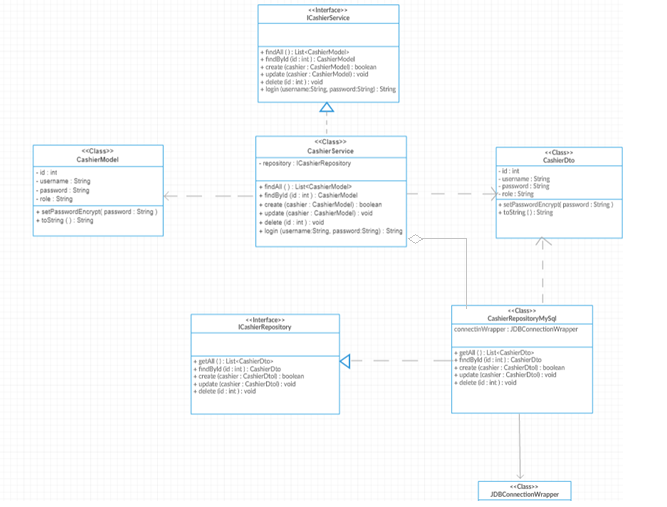 <<Interface>>
ICashierService
+ findAll ( ) : List<CashierModel>
+ findById (id : int ) : CashierModel
+ create (cashier : CashierModel) : boolean
+ update (cashier : CashierModel) : void
+ delete (id : int ) : void
+ login (username:String, password:String) : String
<<Class>>
CashierModel
- id : int
- username : String
- password : String
- role : String
+ setPasswordEncrypt( password : String )
+ toString ( ) : String
<<Class>>
CashierService
- repository : ICashierRepository
+ findAll ( ) : List<CashierModel>
+ findById (id : int ) : CashierModel
+ create (cashier : CashierModel) : boolean
+ update (cashier : CashierModel) : void
+ delete (id : int ) : void
+ login (username:String, password:String) : String
<<Class>>
CashierDto
- id : int
- username : String
- password : String
- role : String
+ setPasswordEncrypt( password : String )
+ toString ( ) : String
<<Interface>>
ICashierRepository
+ getAll ( ) : List<CashierDto>
+ findById (id : int ) : CashierDto
+ create (cashier : CashierDtol) : boolean
+ update (cashier : CashierDtol) : void
+ delete (id : int ) : void
<<Class>>
CashierRepositoryMySql
connectinWrapper : JDBConnectionWrapper
+ getAll ( ) : List<CashierDto>
+ findById (id : int ) : CashierDto
+ create (cashier : CashierDtol) : boolean
+ update (cashier : CashierDtol) : void
+ delete (id : int ) : void
<<Class>>
JDBConnectionWrapper